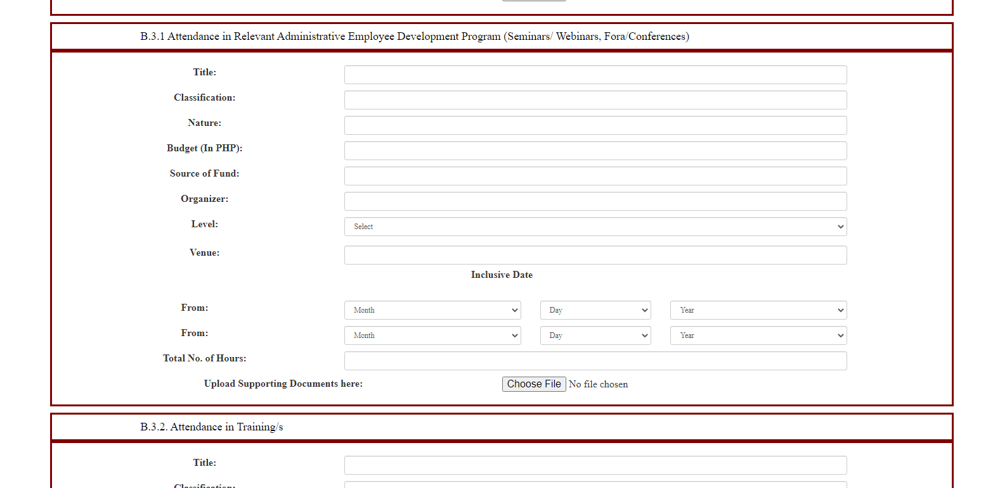 B.3.1 Attendance in Relevant Administrative Employee Development Program (Seminars/ Webinars, Fora/Conferences)
Title:
Classification:
Nature:
Budget (In PHP):
Source of Fund:
Organizer:
Level: Select
Venue:
Inclusive Date
From: Month Day Year
From: Month Day Year
Total No. of Hours:
Upload Supporting Documents here: Choose File No file chosen
B.3.2. Attendance in Training/s
Title:
Classification: